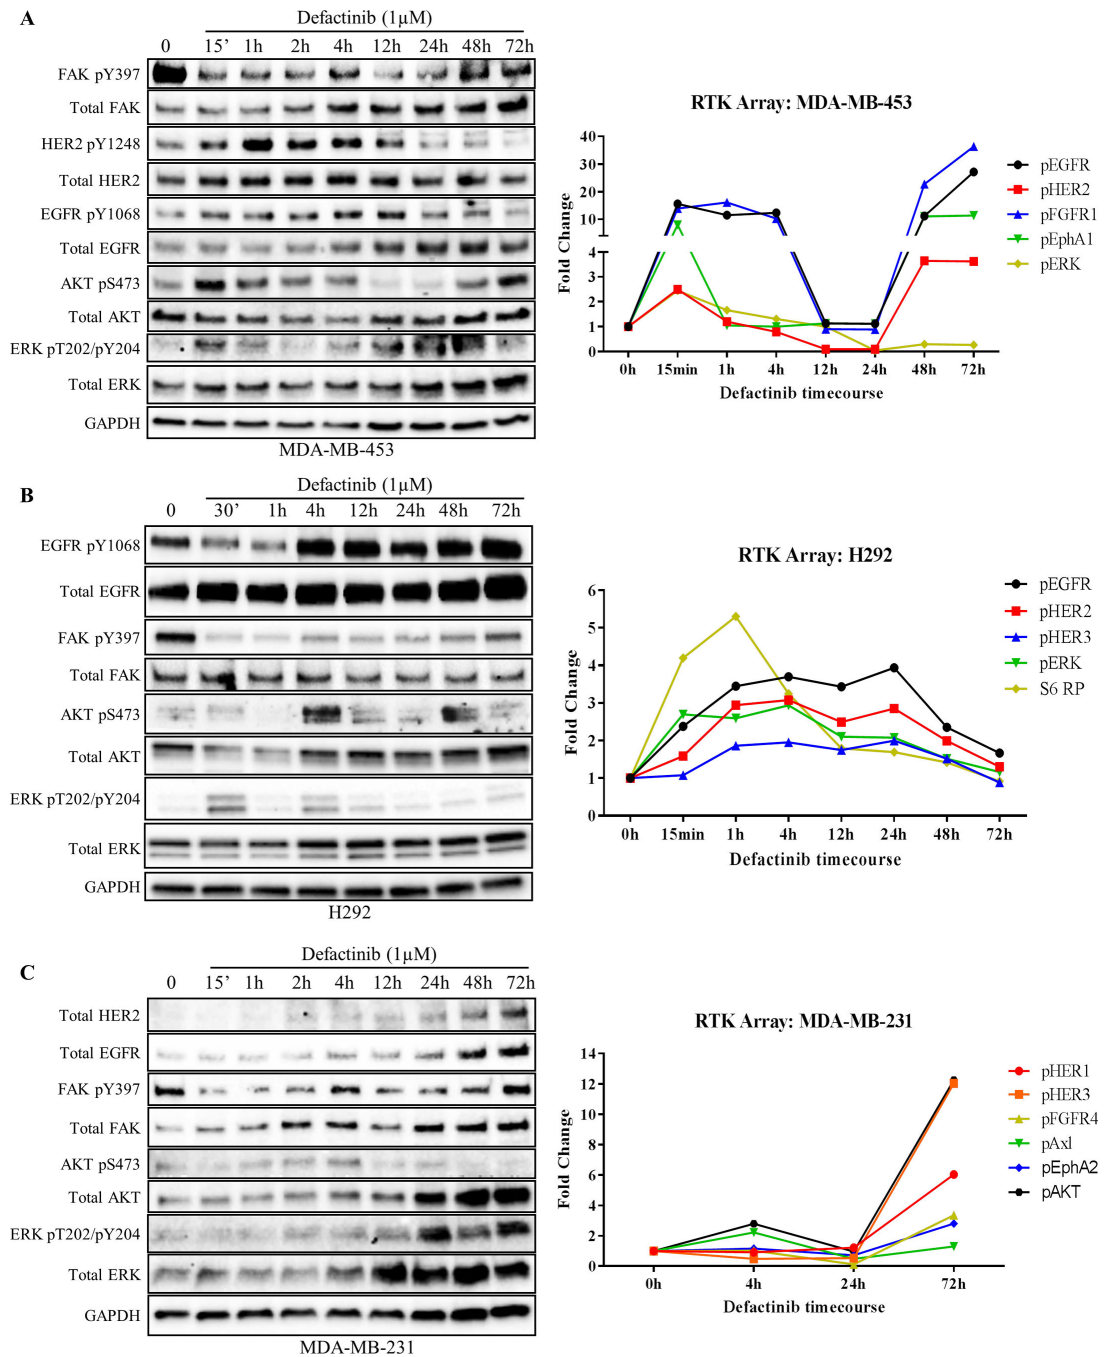 A
Defactinib (1µM)
0 15’ 1h 2h 4h 12h 24h 48h 72h
FAK pY397
Total FAK
HER2 pY1248
Total HER2
EGFR pY1068
Total EGFR
AKT pS473
Total AKT
ERK pT202/pY204
Total ERK
GAPDH
MDA-MB-453
RTK Array: MDA-MB-453
Fold Change
40
30
20
10
4
3
2
1
0
0h 15min 1h 4h 12h 24h 48h 72h
Defactinib timecourse
pEGFR
pHER2
pFGFR1
pEphA1
pERK
B
Defactinib (1µM)
0 30’ 1h 4h 12h 24h 48h 72h
EGFR pY1068
Total EGFR
FAK pY397
Total FAK
AKT pS473
Total AKT
ERK pT202/pY204
Total ERK
GAPDH
H292
RTK Array: H292
Fold Change
6
5
4
3
2
1
0
0h 15min 1h 4h 12h 24h 48h 72h
Defactinib timecourse
pEGFR
pHER2
pHER3
pERK
S6 RP
C
Defactinib (1µM)
0 15’ 1h 2h 4h 12h 24h 48h 72h
Total HER2
Total EGFR
FAK pY397
Total FAK
AKT pS473
Total AKT
ERK pT202/pY204
Total ERK
GAPDH
MDA-MB-231
RTK Array: MDA-MB-231
Fold Change
14
12
10
8
6
4
2
0
0h 4h 24h 72h
Defactinib timecourse
pHER1
pHER3
pFGFR4
pAxl
pEphA2
pAKT